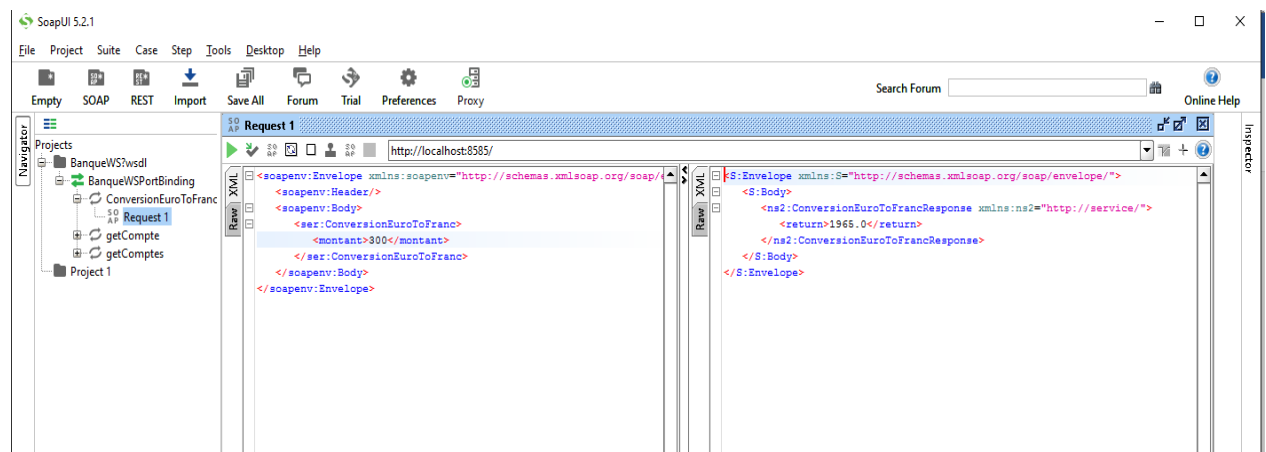 SoapUI 5.2.1
File Project Suite Case Step Tools Desktop Help
Empty SOAP REST Import Save All Forum Trial Preferences Proxy Search Forum Online Help
Navigator
Projects
BanqueWS?wsdl
BanqueWSPortBinding
ConversionEuroToFranc
SOAP Request 1
getCompte
getComptes
Project 1
SOAP Request 1
http://localhost:8585/
XML
Raw
<soapenv:Envelope xmlns:soapenv="http://schemas.xmlsoap.org/soap/e
<soapenv:Header/>
<soapenv:Body>
<ser:ConversionEuroToFranc>
<montant>300</montant>
</ser:ConversionEuroToFranc>
</soapenv:Body>
</soapenv:Envelope>
XML
Raw
<S:Envelope xmlns:S="http://schemas.xmlsoap.org/soap/envelope/">
<S:Body>
<ns2:ConversionEuroToFrancResponse xmlns:ns2="http://service/">
<return>1965.0</return>
</ns2:ConversionEuroToFrancResponse>
</S:Body>
</S:Envelope>
Inspector